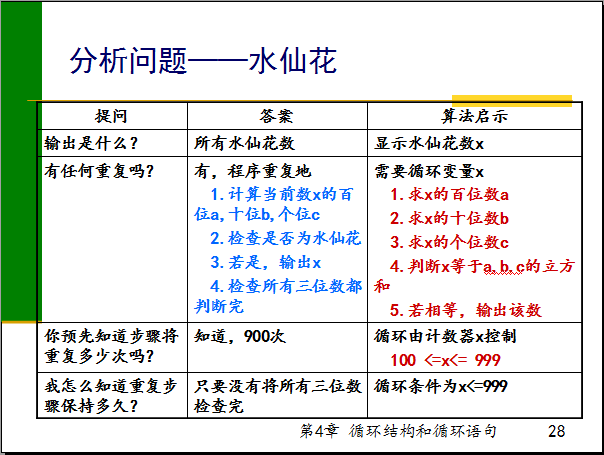 分析问题——水仙花
提问
答案
算法启示
输出是什么？
所有水仙花数
显示水仙花数x
有任何重复吗？
有，程序重复地
1.计算当前数x的百
位a,十位b,个位c
2.检查是否为水仙花
3.若是，输出x
4.检查所有三位数都
判断完
需要循环变量x
1.求x的百位数a
2.求x的十位数b
3.求x的个位数c
4.判断x等于a,b,c的立方
和
5.若相等，输出该数
你预先知道步骤将
重复多少次吗？
知道，900次
循环由计数器x控制
100 <=x<= 999
我怎么知道重复步
骤保持多久？
只要没有将所有三位数
检查完
循环条件为x<=999
第4章 循环结构和循环语句
28